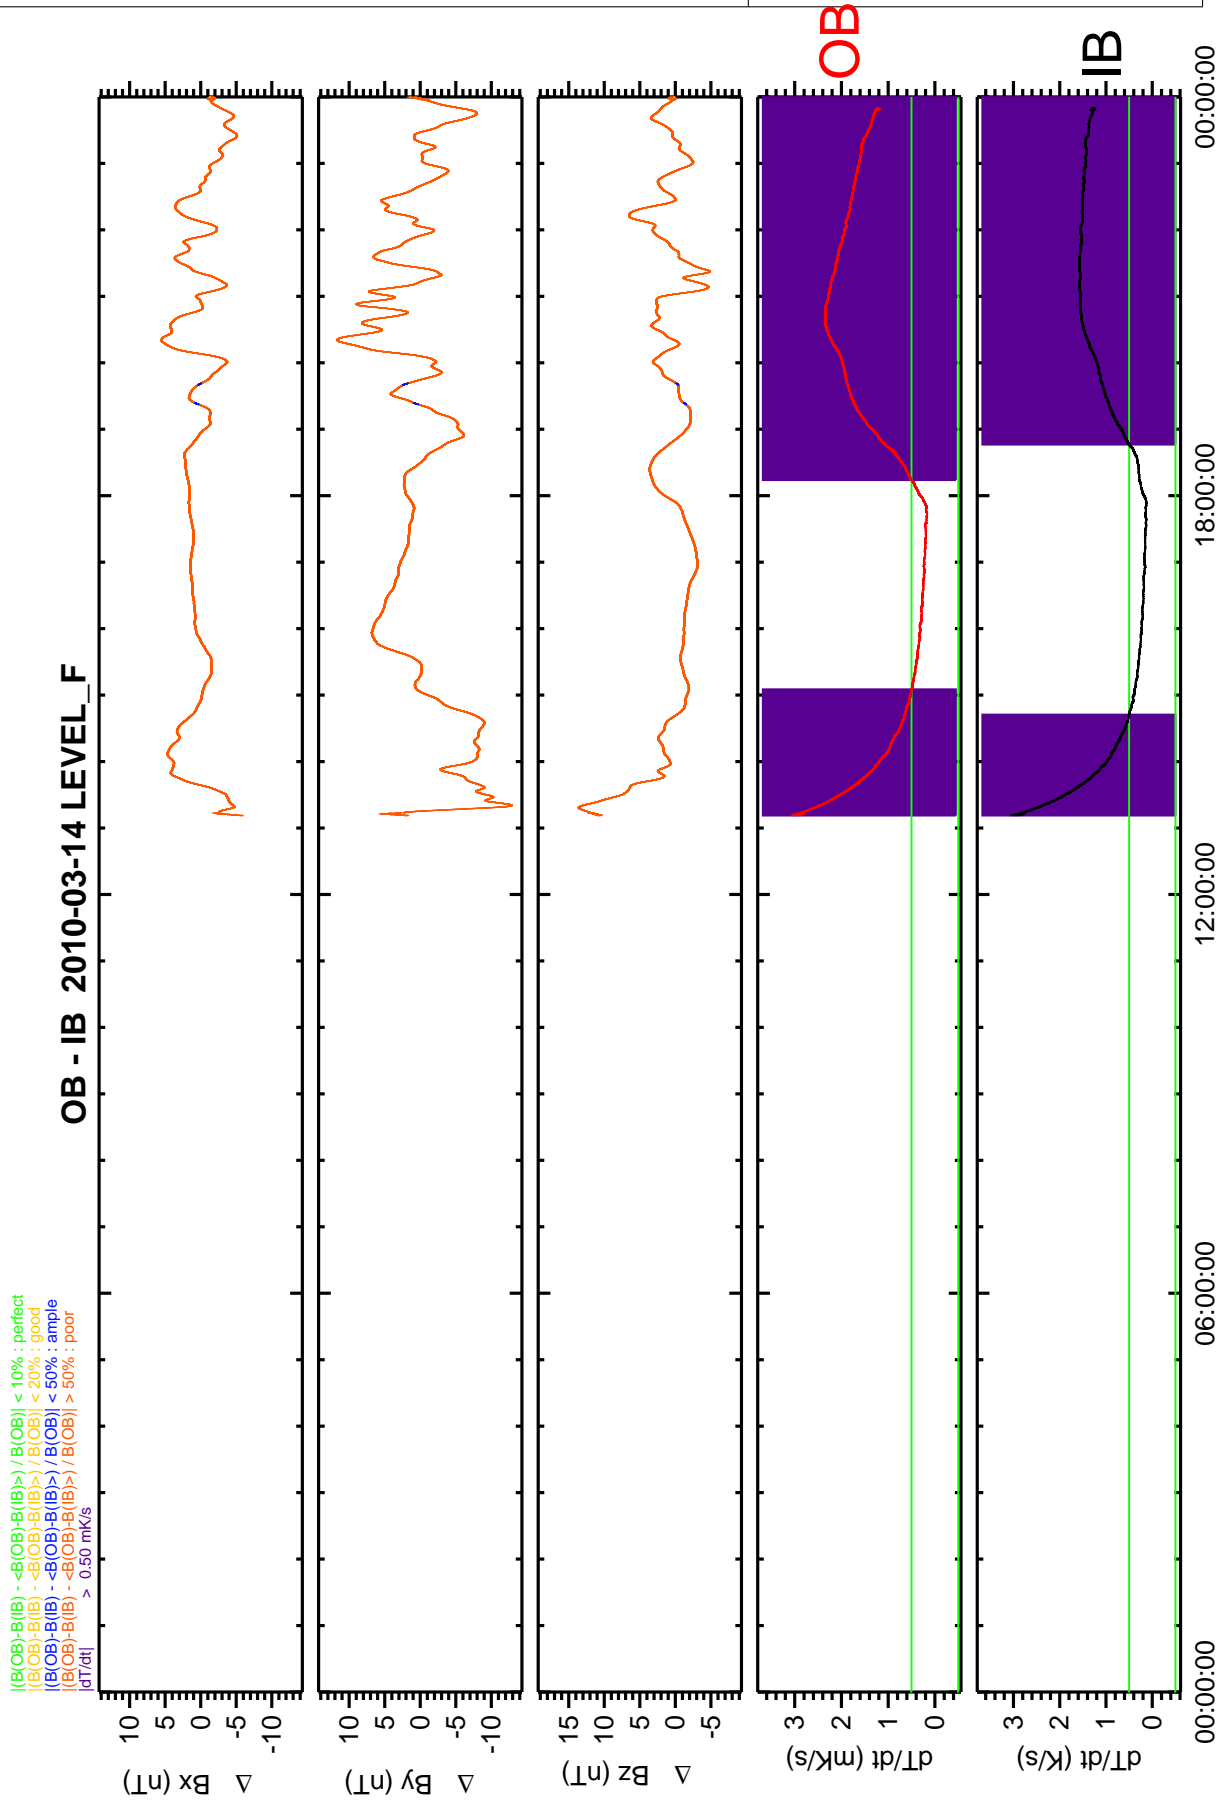 |(B(OB)-B(IB) - <B(OB)-B(IB)>) / B(OB)| < 10% : perfect
|(B(OB)-B(IB) - <B(OB)-B(IB)>) / B(OB)| < 20% : good
|(B(OB)-B(IB) - <B(OB)-B(IB)>) / B(OB)| < 50% : ample
|(B(OB)-B(IB) - <B(OB)-B(IB)>) / B(OB)| > 50% : poor
|dT/dt| > 0.50 mK/s
OB - IB 2010-03-14 LEVEL_F
Δ Bx (nT)
10
5
0
-5
-10
Δ By (nT)
10
5
0
-5
-10
Δ Bz (nT)
15
10
5
0
-5
dT/dt (mK/s)
3
2
1
0
OB
dT/dt (K/s)
3
2
1
0
IB
00:00:00
06:00:00
12:00:00
18:00:00
00:00:00